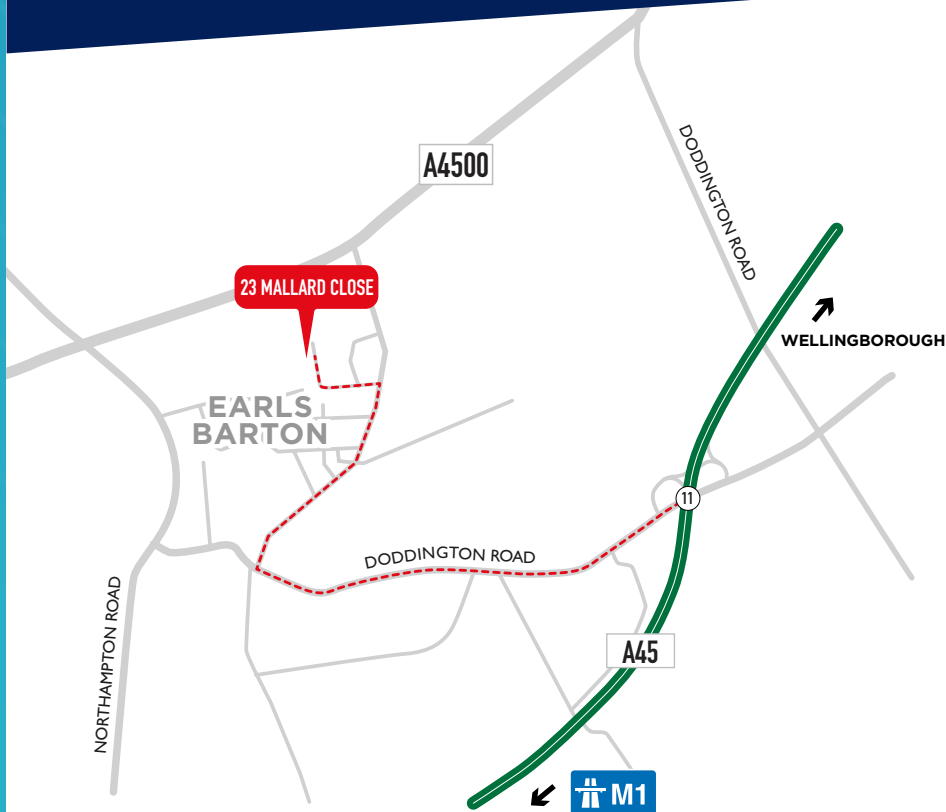 A4500
DODDINGTON ROAD
23 MALLARD CLOSE
WELLINGBOROUGH
EARLS
BARTON
11
DODDINGTON ROAD
NORTHAMPTON ROAD
A45
M1